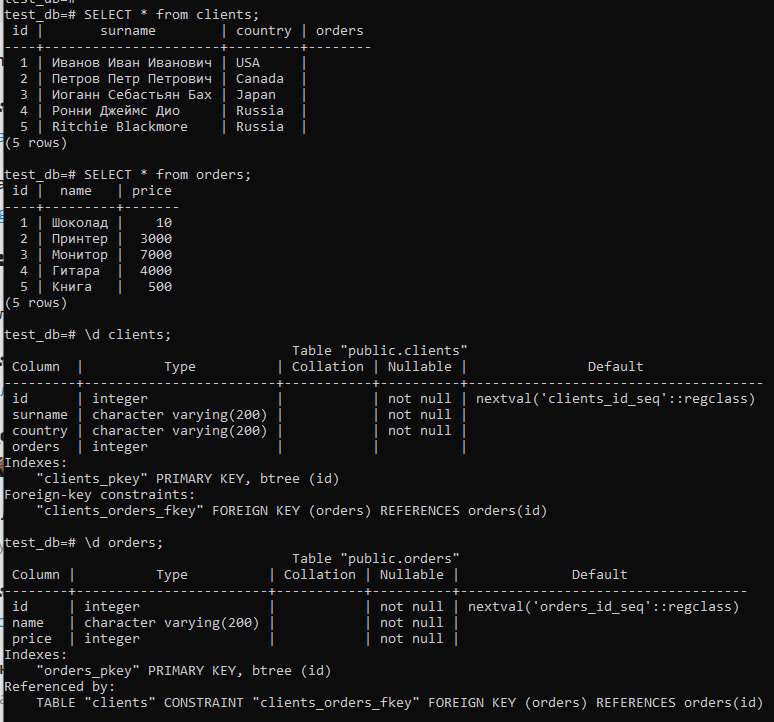 test_db=# SELECT * from clients;
 id |       surname        | country | orders
----+----------------------+---------+--------
  1 | Иванов Иван Иванович | USA     |
  2 | Петров Петр Петрович | Canada  |
  3 | Иоганн Себастьян Бах | Japan   |
  4 | Ронни Джеймс Дио     | Russia  |
  5 | Ritchie Blackmore    | Russia  |
(5 rows)

test_db=# SELECT * from orders;
 id |  name   | price
----+---------+-------
  1 | Шоколад |    10
  2 | Принтер |  3000
  3 | Монитор |  7000
  4 | Гитара  |  4000
  5 | Книга   |   500
(5 rows)

test_db=# \d clients;
                                    Table "public.clients"
 Column  |          Type          | Collation | Nullable |               Default
---------+------------------------+-----------+----------+-------------------------------------
 id      | integer                |           | not null | nextval('clients_id_seq'::regclass)
 surname | character varying(200) |           | not null |
 country | character varying(200) |           | not null |
 orders  | integer                |           |          |
Indexes:
    "clients_pkey" PRIMARY KEY, btree (id)
Foreign-key constraints:
    "clients_orders_fkey" FOREIGN KEY (orders) REFERENCES orders(id)

test_db=# \d orders;
                                    Table "public.orders"
 Column |          Type          | Collation | Nullable |              Default
--------+------------------------+-----------+----------+------------------------------------
 id     | integer                |           | not null | nextval('orders_id_seq'::regclass)
 name   | character varying(200) |           | not null |
 price  | integer                |           | not null |
Indexes:
    "orders_pkey" PRIMARY KEY, btree (id)
Referenced by:
    TABLE "clients" CONSTRAINT "clients_orders_fkey" FOREIGN KEY (orders) REFERENCES orders(id)